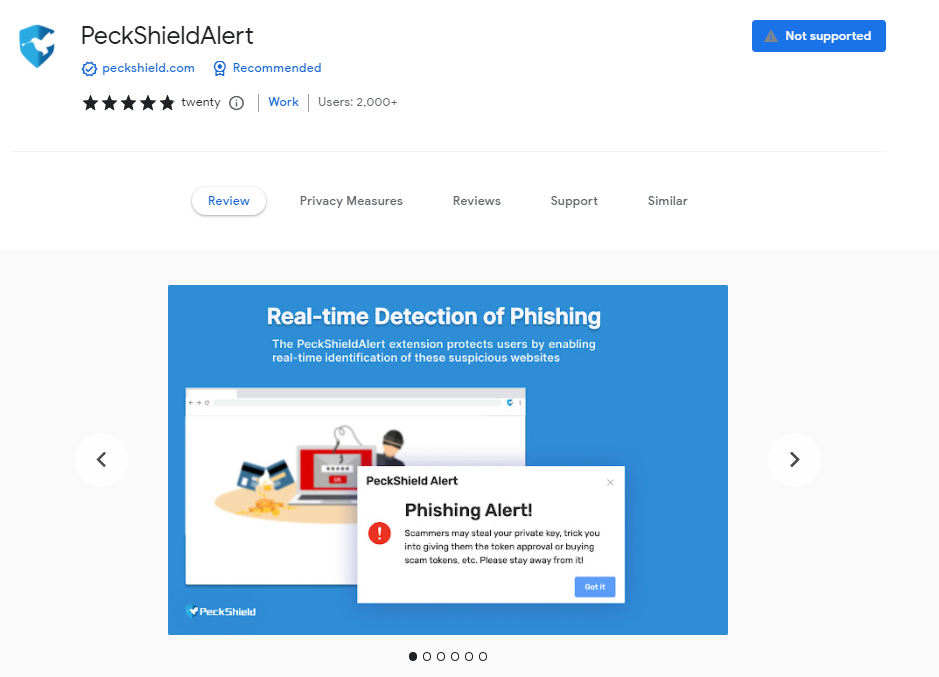 PeckShieldAlert
Not supported
peckshield.com Recommended
twenty Work Users: 2,000+
Review Privacy Measures Reviews Support Similar
Real-time Detection of Phishing
The PeckShieldAlert extension protects users by enabling
real-time identification of these suspicious websites
PeckShield Alert
Phishing Alert!
Scammers may steal your private key, trick you
into giving them the token approval or buying
scam tokens, etc. Please stay away from it!
Got it
PeckShield